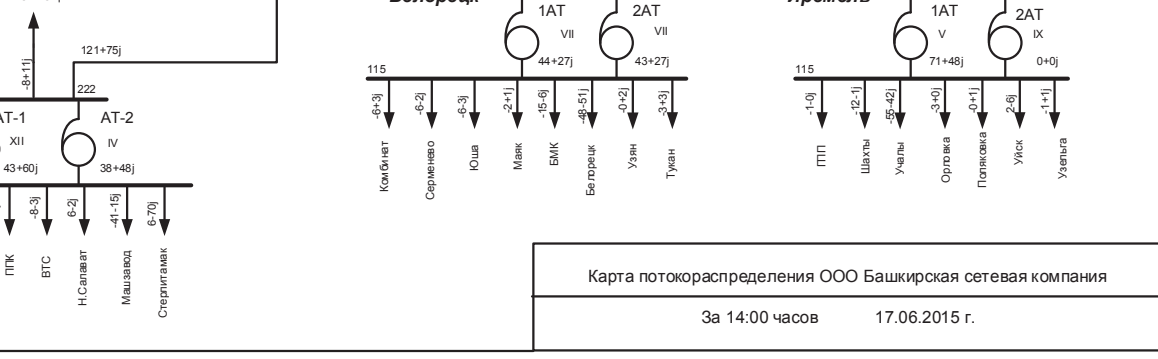 Белорецк
1АТ
2АТ
VII
VII
44+27j
43+27j
115
-6+3j
-6-2j
-6-3j
-2+1j
-15-6j
-48-51j
-0+2j
-3+3j
Комбинат
Серменево
Юша
Маяк
БМК
Белорецк
Узян
Тукан
Яремель
1АТ
2АТ
V
IX
71+48j
0+0j
115
-1-0j
-12-1j
-55-42j
-3+0j
-0+1j
2-6j
-1+1j
ГПП
Шахты
Учалы
Орловка
Поляковка
Уйск
Узельга
121+75j
-8+11j
222
АТ-1
АТ-2
XII
IV
43+60j
38+48j
-8-3j
6-2j
-41-15j
6-70j
ППК
ВТС
Н.Салават
Машзавод
Стерлитамак
Карта потокораспределения ООО Башкирская сетевая компания
За 14:00 часов 17.06.2015 г.